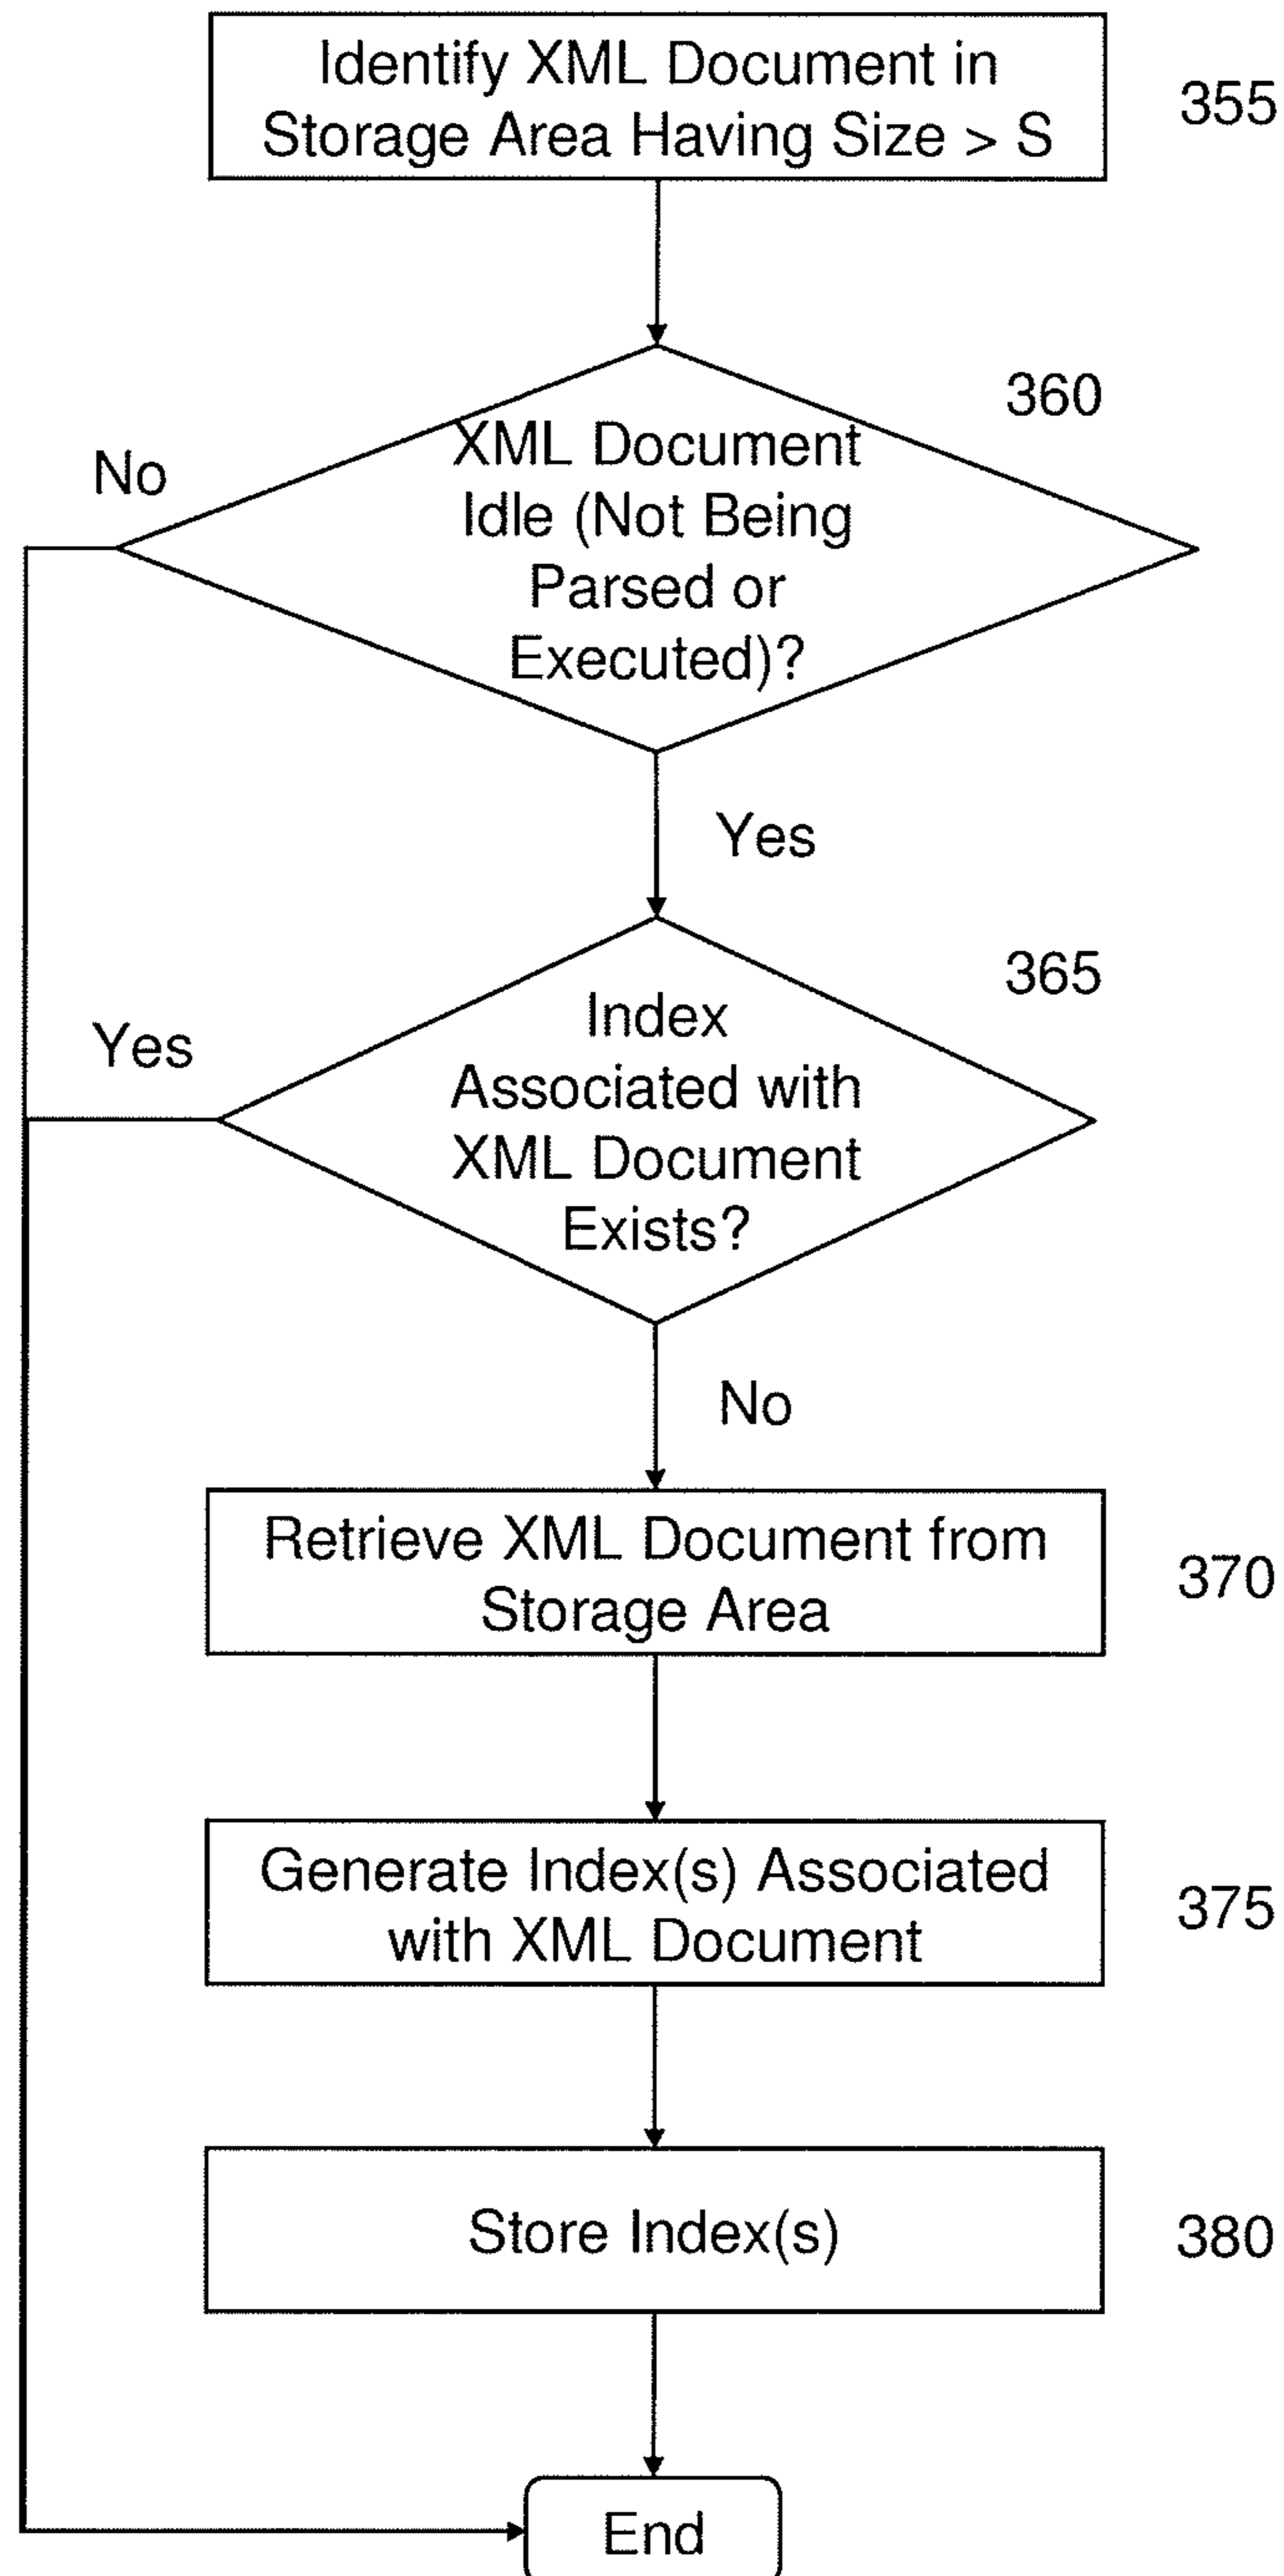 Identify XML Document in
Storage Area Having Size > S
355
360
No
XML Document
Idle (Not Being
Parsed or
Executed)?
Yes
365
Yes
Index
Associated with
XML Document
Exists?
No
Retrieve XML Document from
Storage Area
370
Generate Index(s) Associated
with XML Document
375
Store Index(s)
380
End